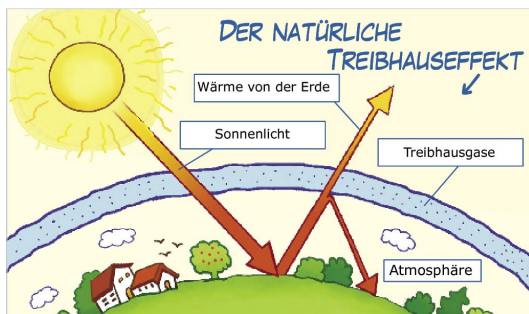 DER NATÜRLICHE
TREIBHAUSEFFEKT
Wärme von der Erde
Sonnenlicht
Treibhausgase
Atmosphäre